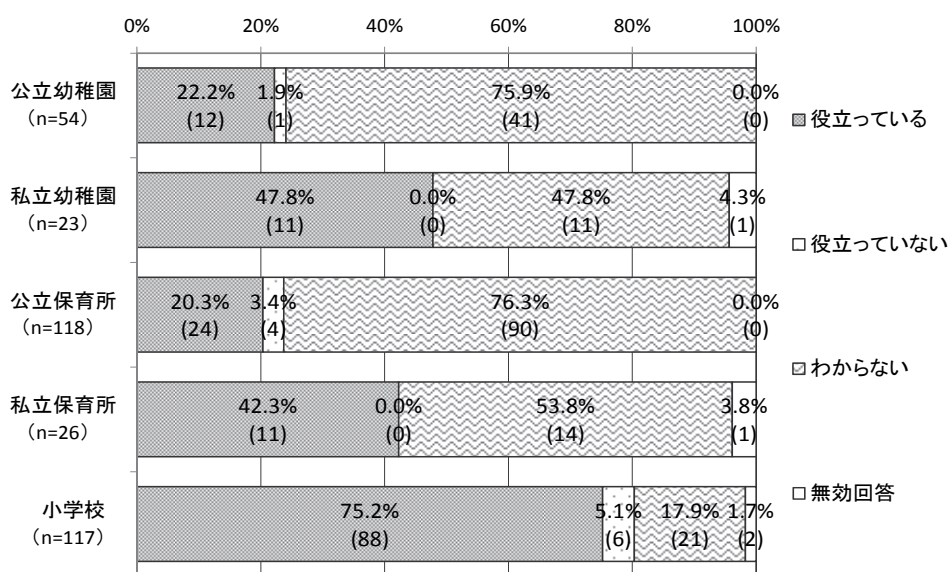 0% 20% 40% 60% 80% 100%
公立幼稚園
（n=54）
22.2% 1.9% 75.9% 0.0%
(12) (1) (41) (0)
私立幼稚園
（n=23）
47.8% 0.0% 47.8% 4.3%
(11) (0) (11) (1)
公立保育所
（n=118）
20.3% 3.4% 76.3% 0.0%
(24) (4) (90) (0)
私立保育所
（n=26）
42.3% 0.0% 53.8% 3.8%
(11) (0) (14) (1)
小学校
（n=117）
75.2% 5.1% 17.9% 1.7%
(88) (6) (21) (2)
役立っている
役立っていない
わからない
無効回答